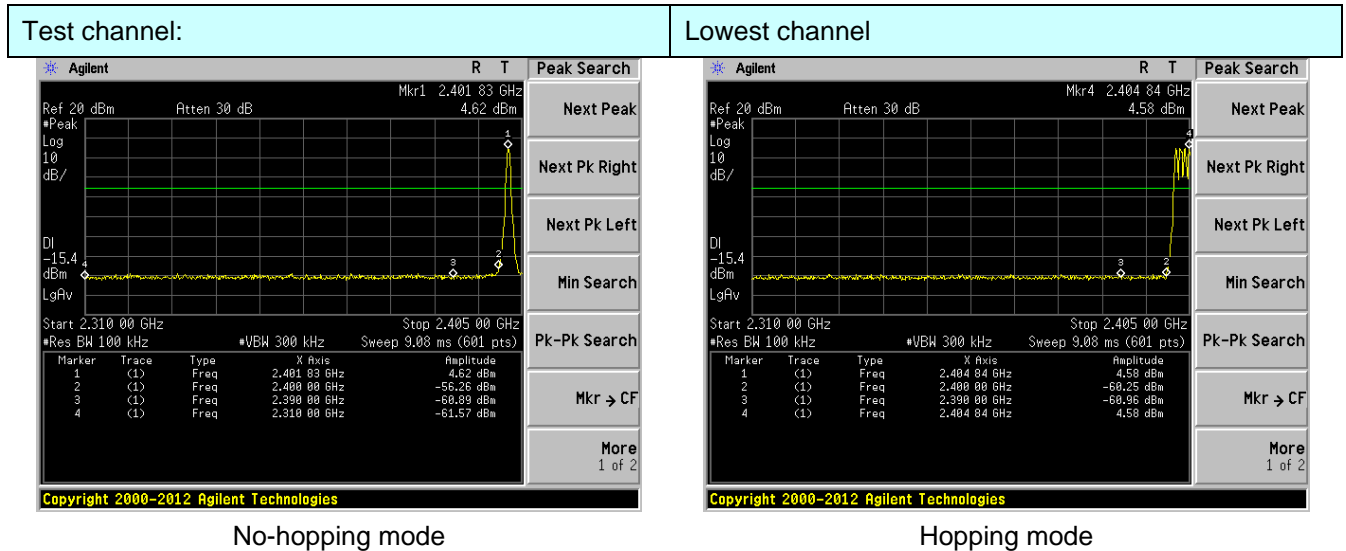 Test channel: Lowest channel
Agilent R T Peak Search
Mkr1 2.401 83 GHz
Ref 20 dBm Atten 30 dB 4.62 dBm
#Peak
Log
10
dB/
1
DI
-15.4
dBm
LgAv
4
3
2
Start 2.310 00 GHz Stop 2.405 00 GHz
#Res BW 100 kHz #VBW 300 kHz Sweep 9.08 ms (601 pts)
Marker Trace Type X Axis Amplitude
1 (1) Freq 2.401 83 GHz 4.62 dBm
2 (1) Freq 2.400 00 GHz -56.26 dBm
3 (1) Freq 2.390 00 GHz -60.89 dBm
4 (1) Freq 2.310 00 GHz -61.57 dBm
Next Peak
Next Pk Right
Next Pk Left
Min Search
Pk-Pk Search
Mkr → CF
More
1 of 2
Copyright 2000-2012 Agilent Technologies
No-hopping mode
Agilent R T Peak Search
Mkr4 2.404 84 GHz
Ref 20 dBm Atten 30 dB 4.58 dBm
#Peak
Log
10
dB/
4
DI
-15.4
dBm
LgAv
3
2
Start 2.310 00 GHz Stop 2.405 00 GHz
#Res BW 100 kHz #VBW 300 kHz Sweep 9.08 ms (601 pts)
Marker Trace Type X Axis Amplitude
1 (1) Freq 2.404 84 GHz 4.58 dBm
2 (1) Freq 2.400 00 GHz -60.25 dBm
3 (1) Freq 2.390 00 GHz -60.96 dBm
4 (1) Freq 2.404 84 GHz 4.58 dBm
Next Peak
Next Pk Right
Next Pk Left
Min Search
Pk-Pk Search
Mkr → CF
More
1 of 2
Copyright 2000-2012 Agilent Technologies
Hopping mode